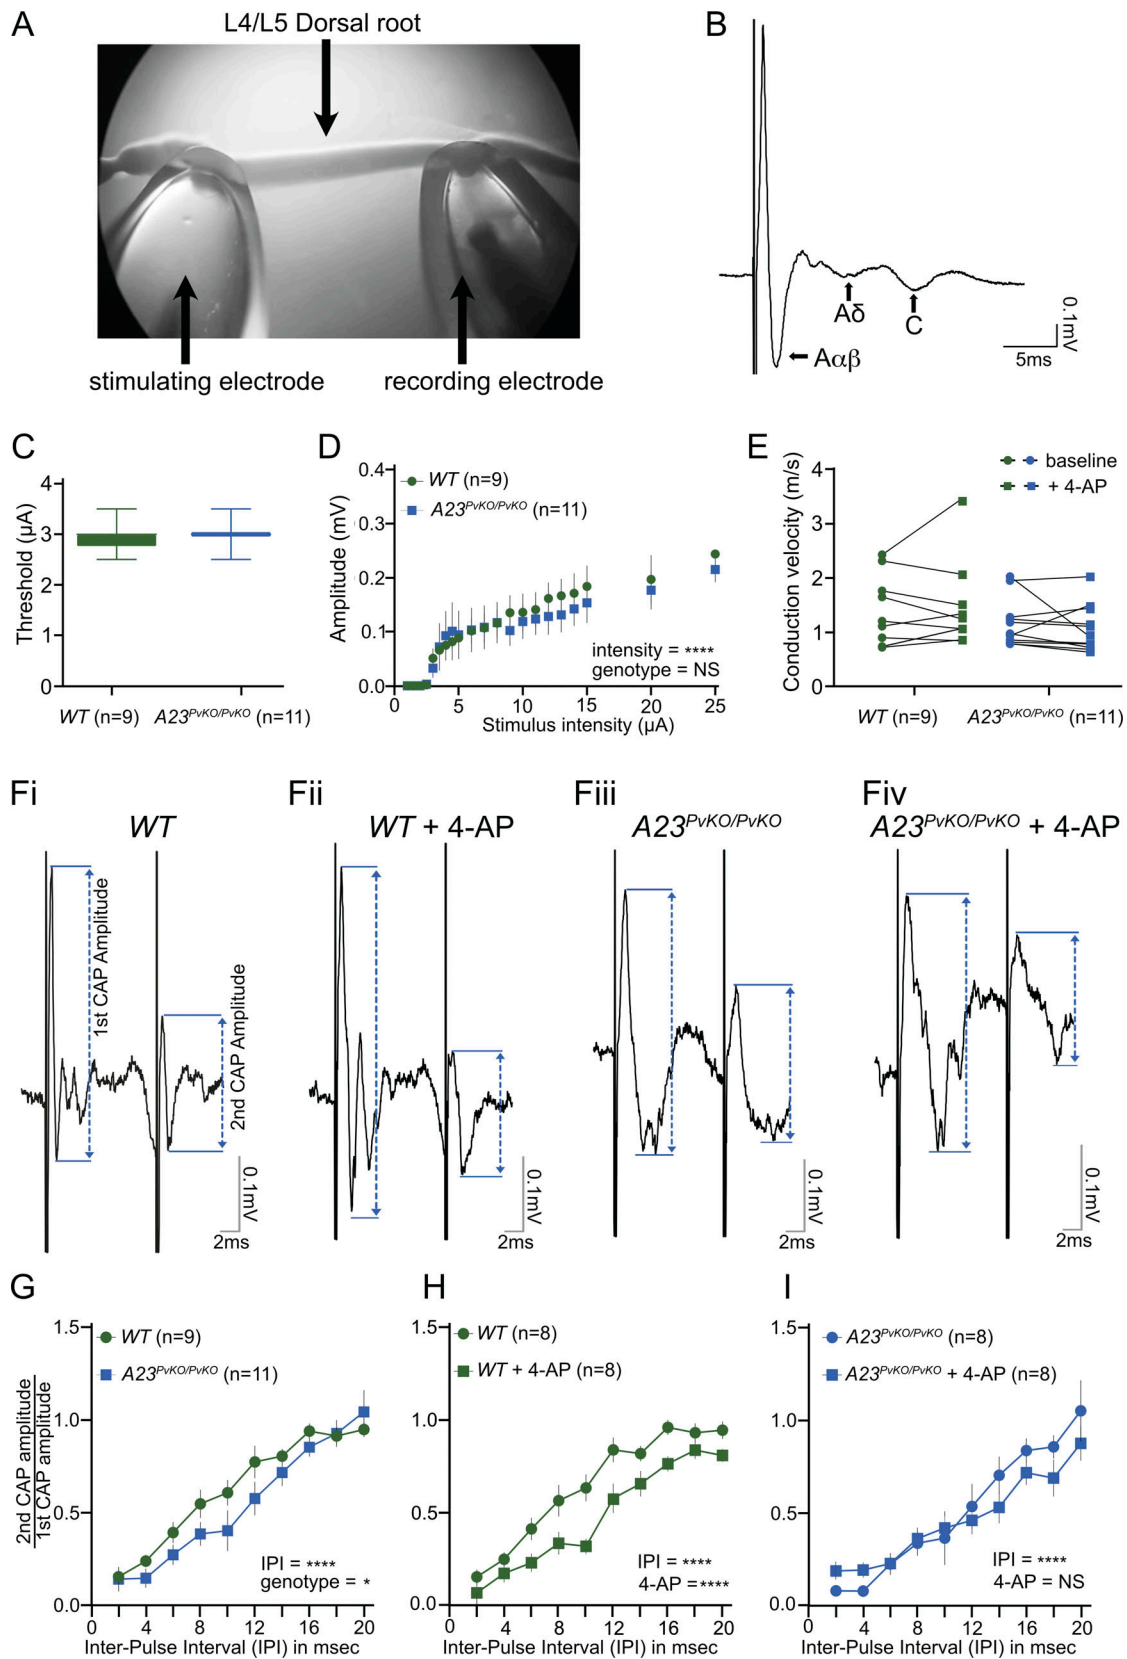 A
L4/L5 Dorsal root
stimulating electrode
recording electrode
B
Aαβ
Aδ
C
0.1mV
5ms
C
Threshold (µA)
4
3
2
1
0
WT (n=9)
A23PvKO/PvKO (n=11)
D
Amplitude (mV)
0.4
0.3
0.2
0.1
0.0
WT (n=9)
A23PvKO/PvKO (n=11)
intensity = ****
genotype = NS
0 5 10 15 20 25
Stimulus intensity (µA)
E
Conduction velocity (m/s)
4
3
2
1
0
baseline
+ 4-AP
WT (n=9)
A23PvKO/PvKO (n=11)
Fi
WT
1st CAP Amplitude
2nd CAP Amplitude
0.1mV
2ms
Fii
WT + 4-AP
0.1mV
2ms
Fiii
A23PvKO/PvKO
0.1mV
2ms
Fiv
A23PvKO/PvKO + 4-AP
0.1mV
2ms
G
2nd CAP amplitude
1st CAP amplitude
1.5
1.0
0.5
0.0
WT (n=9)
A23PvKO/PvKO (n=11)
IPI = ****
genotype = *
0 4 8 12 16 20
Inter-Pulse Interval (IPI) in msec
H
1.5
1.0
0.5
0.0
WT (n=8)
WT + 4-AP (n=8)
IPI = ****
4-AP = ****
0 4 8 12 16 20
Inter-Pulse Interval (IPI) in msec
I
1.5
1.0
0.5
0.0
A23PvKO/PvKO (n=8)
A23PvKO/PvKO + 4-AP (n=8)
IPI = ****
4-AP = NS
0 4 8 12 16 20
Inter-Pulse Interval (IPI) in msec